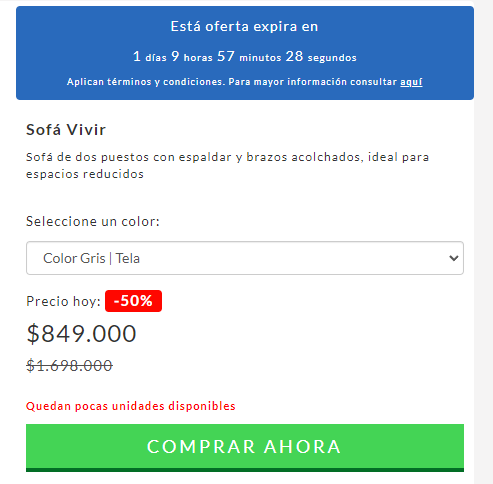 Está oferta expira en
1 días 9 horas 57 minutos 28 segundos
Aplican términos y condiciones. Para mayor información consultar aquí
Sofá Vivir
Sofá de dos puestos con espaldar y brazos acolchados, ideal para
espacios reducidos
Seleccione un color:
Color Gris | Tela
Precio hoy: -50%
$849.000
$1.698.000
Quedan pocas unidades disponibles
COMPRAR AHORA